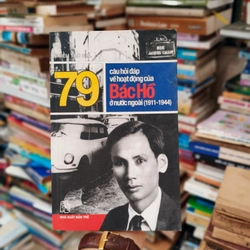 79
câu hỏi đáp
về hoạt động của
Bác Hồ
ở nước ngoài (1911-1944)
NHÀ XUẤT BẢN TRẺ